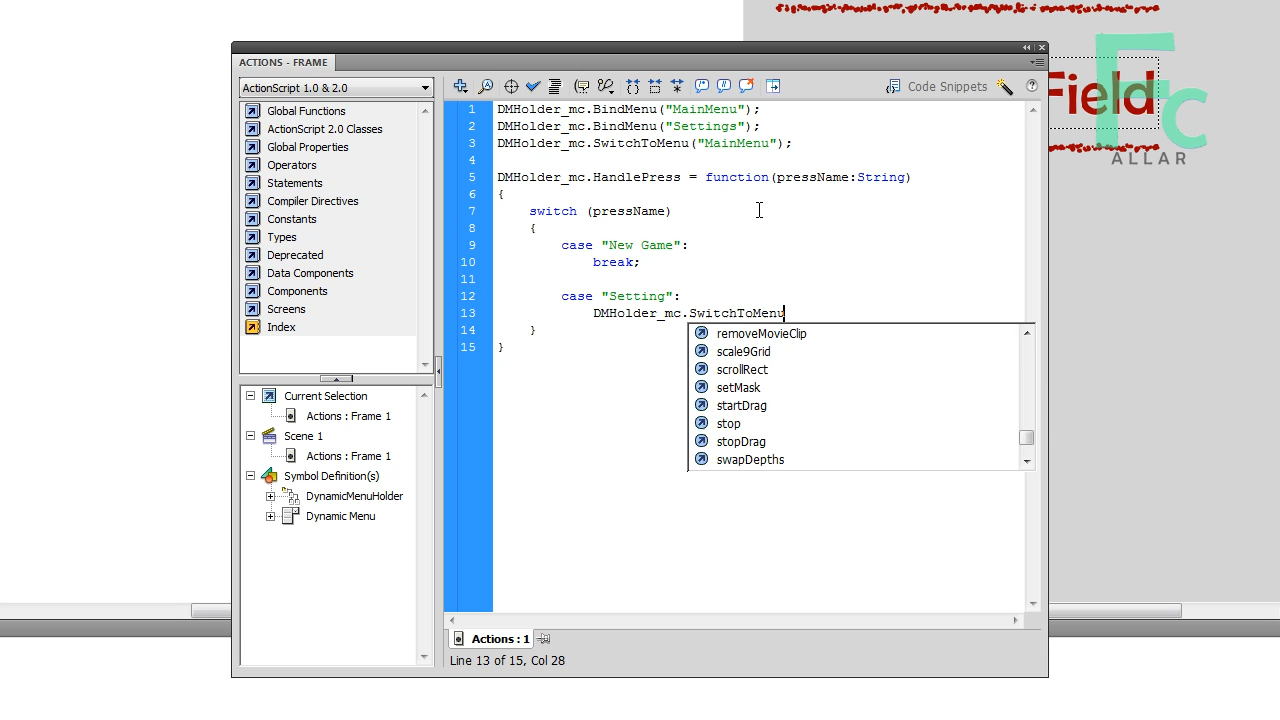 Field
ALLAR
ACTIONS - FRAME
ActionScript 1.0 & 2.0
Code Snippets
Global Functions
ActionScript 2.0 Classes
Global Properties
Operators
Statements
Compiler Directives
Constants
Types
Deprecated
Data Components
Components
Screens
Index
Current Selection
Actions : Frame 1
Scene 1
Actions : Frame 1
Symbol Definition(s)
DynamicMenuHolder
Dynamic Menu
1 DMHolder_mc.BindMenu("MainMenu");
2 DMHolder_mc.BindMenu("Settings");
3 DMHolder_mc.SwitchToMenu("MainMenu");
4
5 DMHolder_mc.HandlePress = function(pressName:String)
6 {
7 switch (pressName)
8 {
9 case "New Game":
10 break;
11
12 case "Setting":
13 DMHolder_mc.SwitchToMenu
14 }
15 }
removeMovieClip
scale9Grid
scrollRect
setMask
startDrag
stop
stopDrag
swapDepths
Actions : 1
Line 13 of 15, Col 28